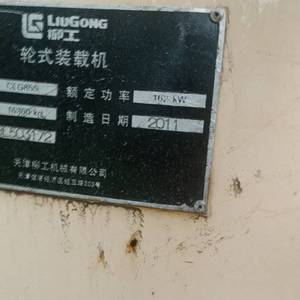 LIUGONG
柳工
轮式装载机
CLG856 额定功率 162 kW
16300 kg 制造日期 2011
503172
天津柳工机械有限公司